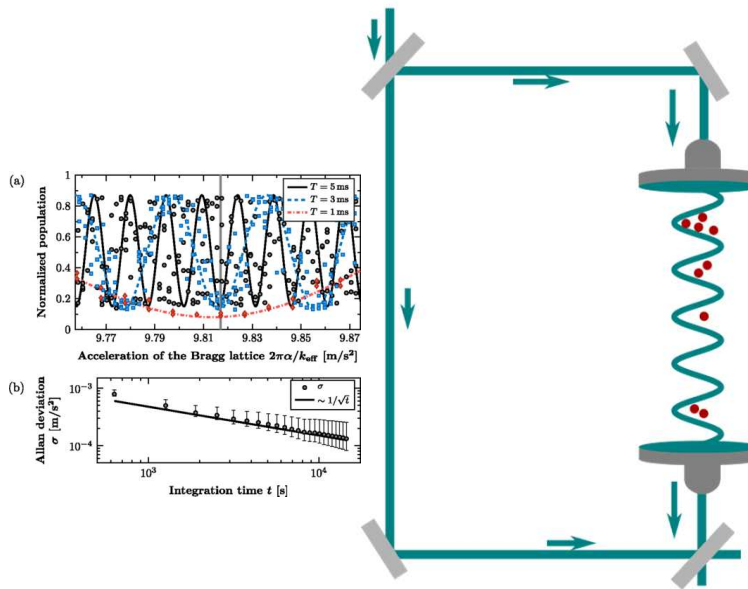 (a)
Normalized population
1
0.8
0.6
0.4
0.2
0
T = 5 ms
T = 3 ms
T = 1 ms
9.77 9.79 9.81 9.83 9.85 9.87
Acceleration of the Bragg lattice 2πα/k_eff [m/s²]
(b)
Allan deviation
σ [m/s²]
10⁻³
10⁻⁴
σ
∼ 1/√t
10³ 10⁴
Integration time t [s]